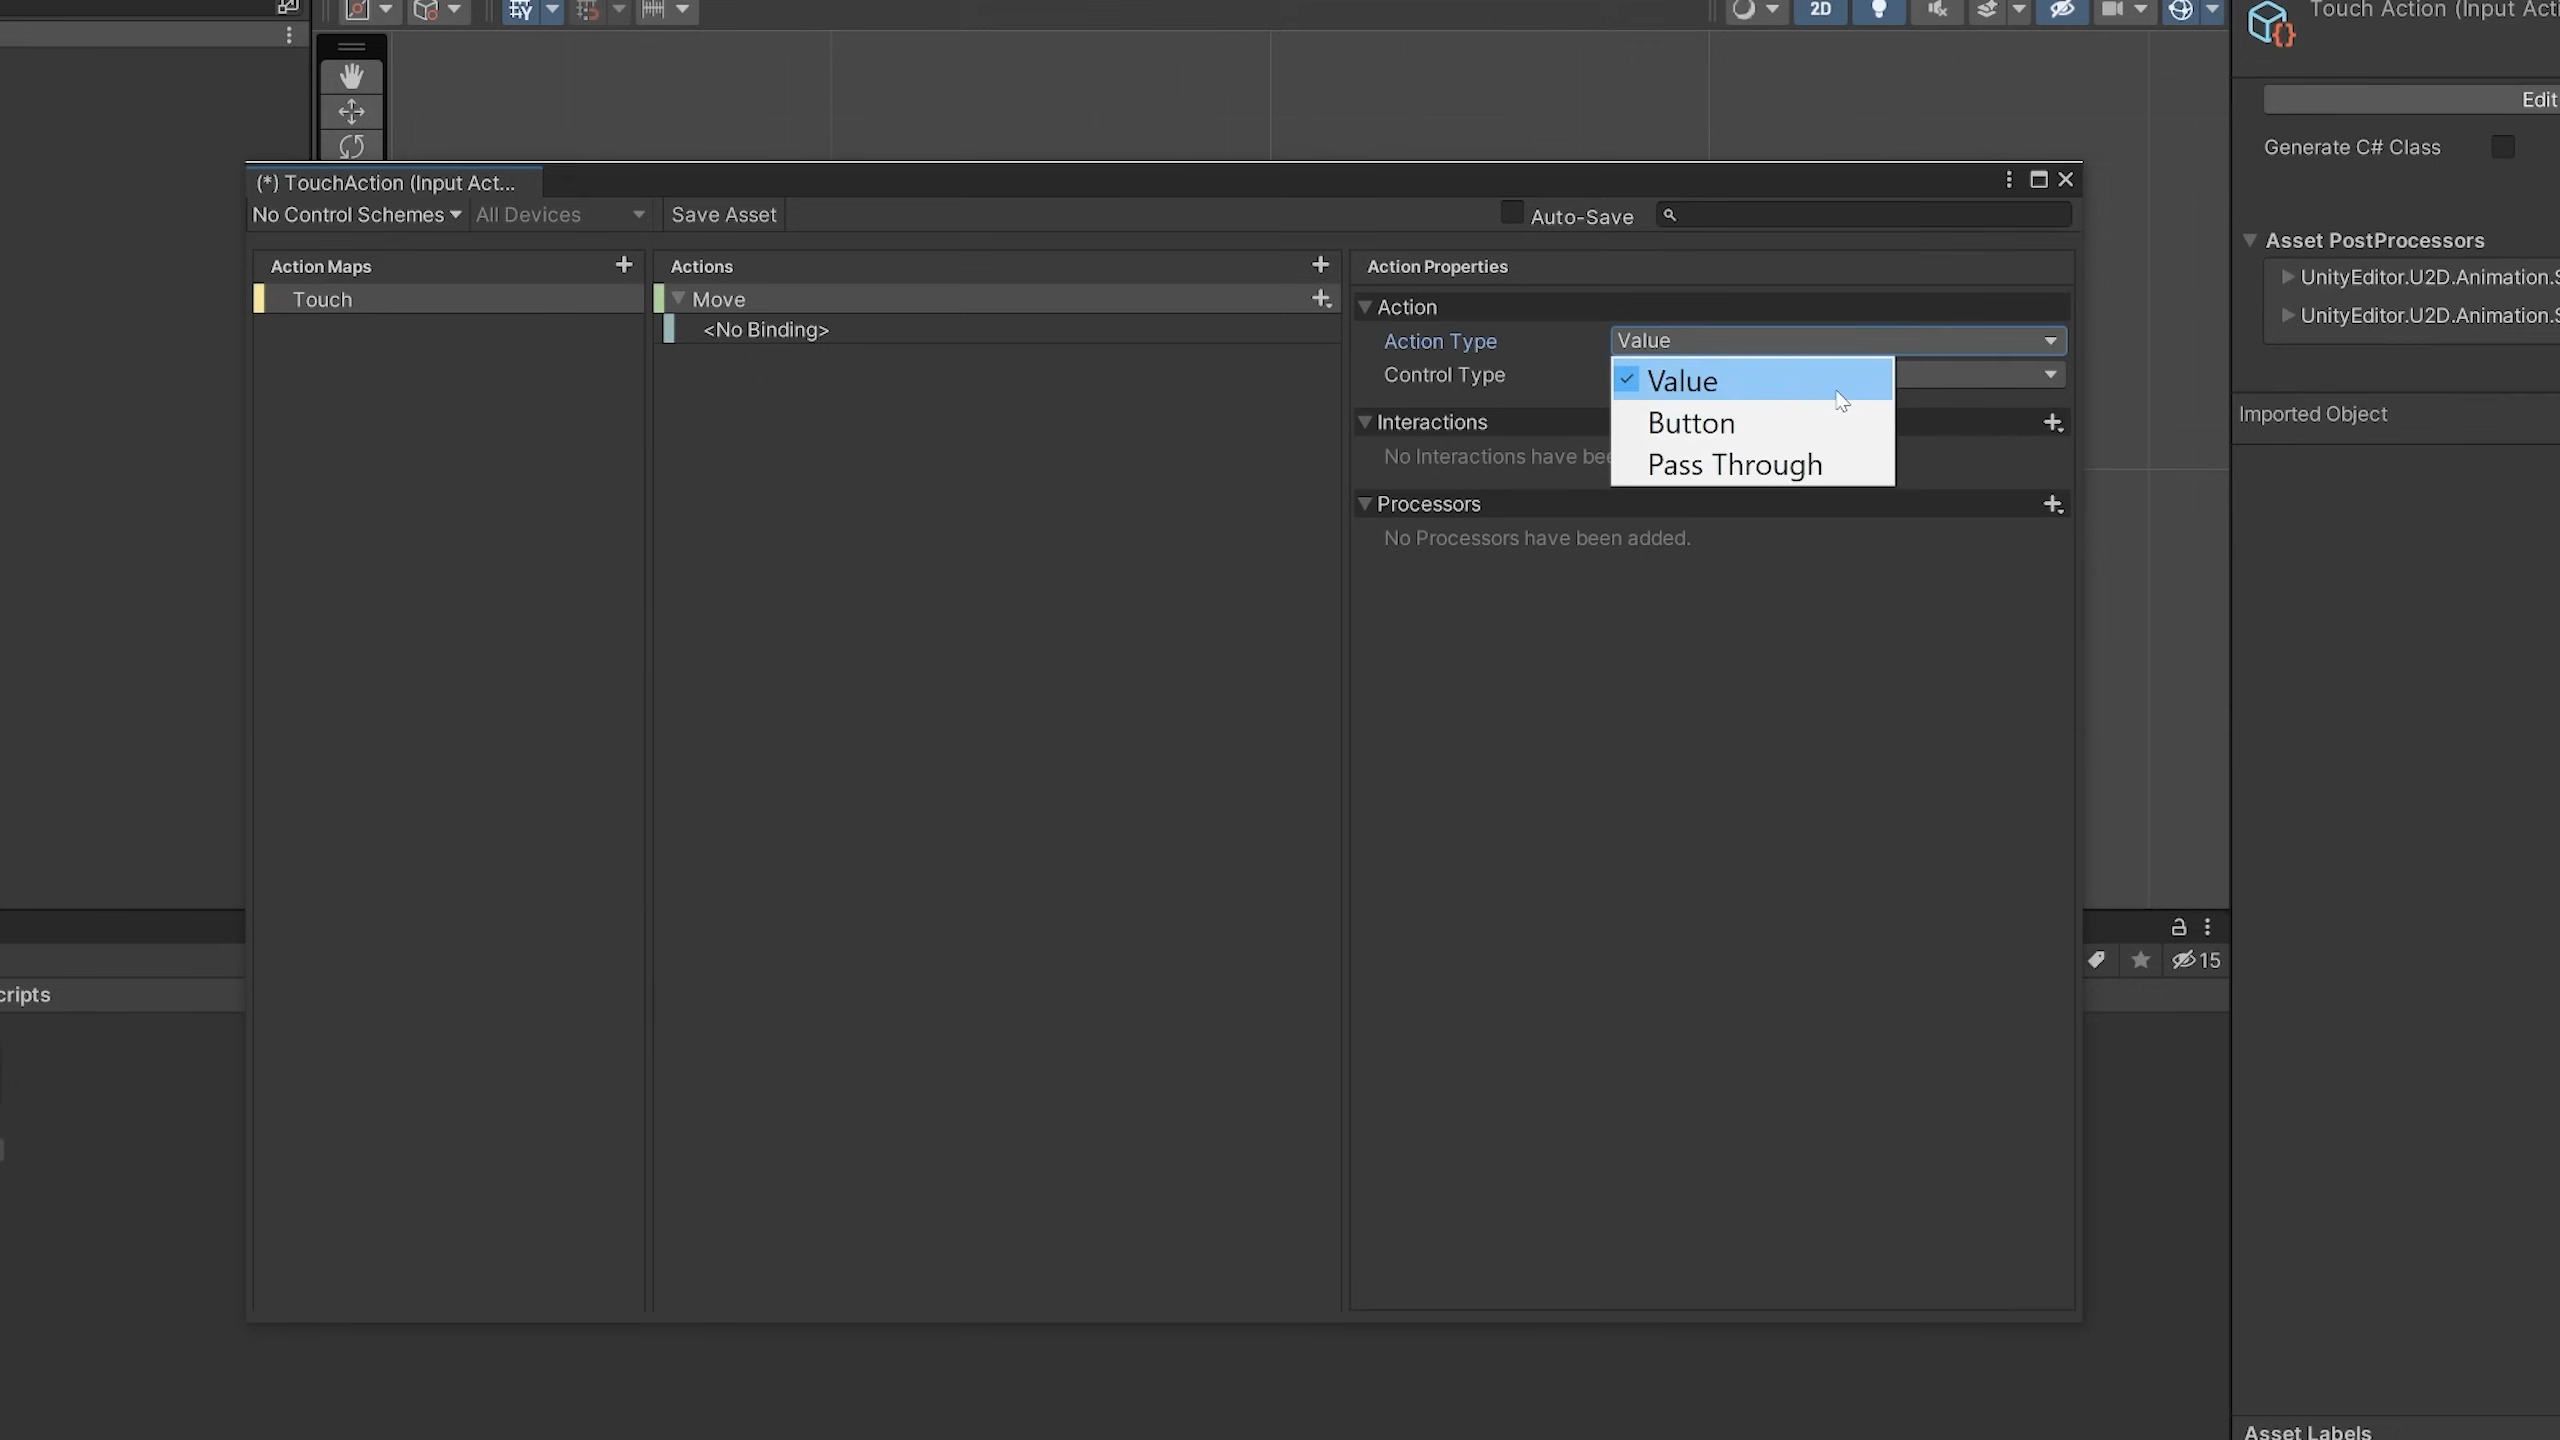 2D
Touch Action (Input Acti
Edit
Generate C# Class
(*) TouchAction (Input Act...
No Control Schemes
All Devices
Save Asset
Auto-Save
Action Maps
Actions
Action Properties
Touch
Move
<No Binding>
Action
Action Type
Value
Control Type
Value
Button
Pass Through
Interactions
No Interactions have bee
Processors
No Processors have been added.
Asset PostProcessors
UnityEditor.U2D.Animation.S
UnityEditor.U2D.Animation.S
Imported Object
15
cripts
Asset Labels